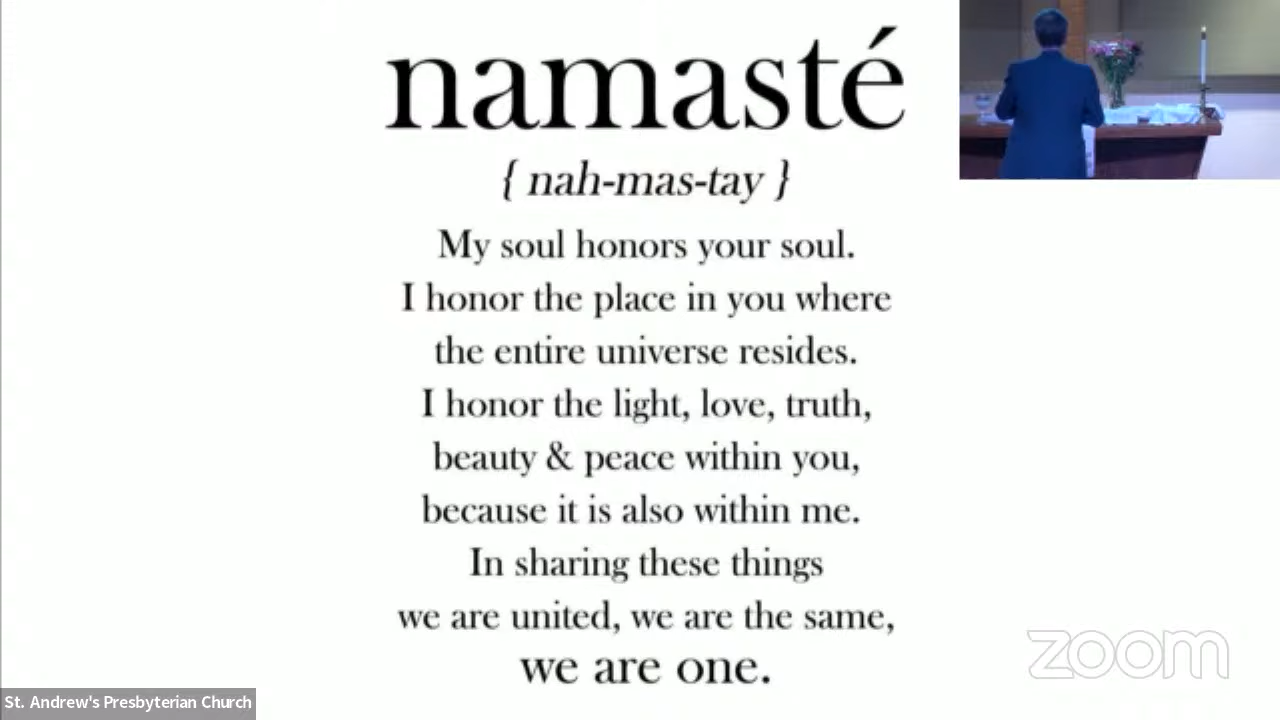 namasté
{ nah-mas-tay }
My soul honors your soul.
I honor the place in you where
the entire universe resides.
I honor the light, love, truth,
beauty & peace within you,
because it is also within me.
In sharing these things
we are united, we are the same,
we are one.
zoom
St. Andrew's Presbyterian Church